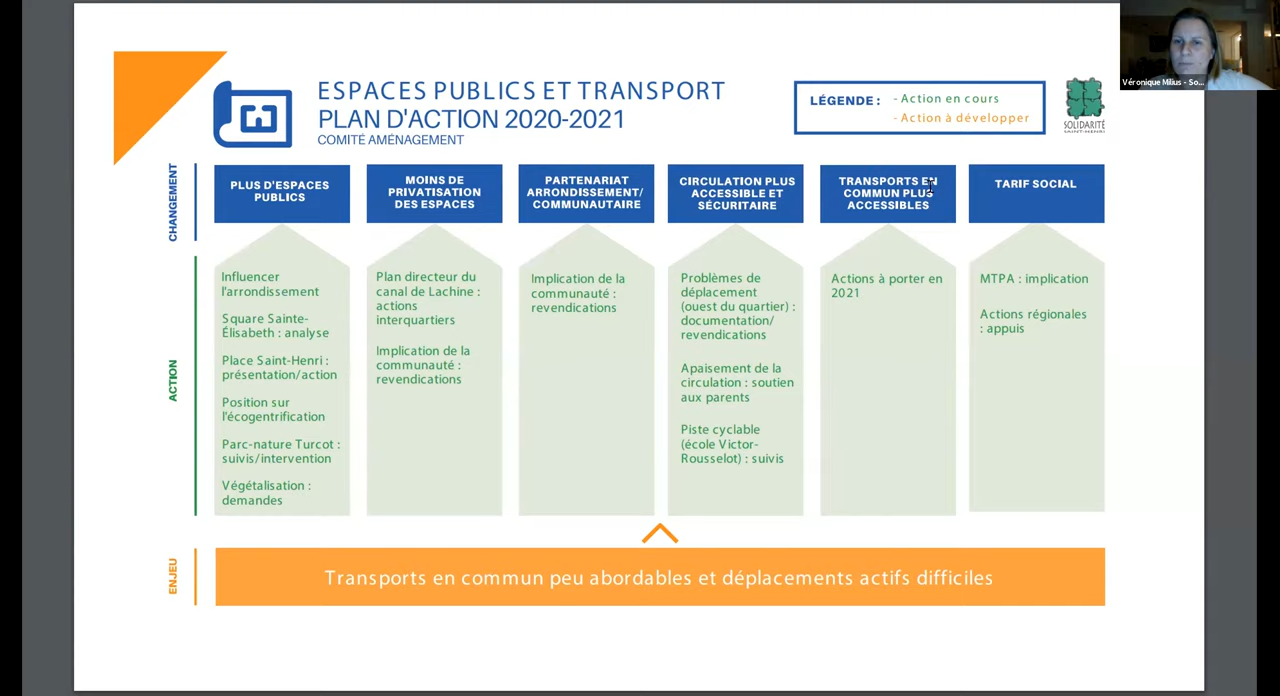 ESPACES PUBLICS ET TRANSPORT
PLAN D'ACTION 2020-2021
COMITÉ AMÉNAGEMENT
LÉGENDE :
- Action en cours
- Action à développer
SOLIDARITÉ
SAINT-HENRI
Véronique Milius - So...
CHANGEMENT
PLUS D'ESPACES
PUBLICS
MOINS DE
PRIVATISATION
DES ESPACES
PARTENARIAT
ARRONDISSEMENT/
COMMUNAUTAIRE
CIRCULATION PLUS
ACCESSIBLE ET
SÉCURITAIRE
TRANSPORTS EN
COMMUN PLUS
ACCESSIBLES
TARIF SOCIAL
ACTION
Influencer
l'arrondissement
Square Sainte-
Élisabeth : analyse
Place Saint-Henri :
présentation/action
Position sur
l'écogentrification
Parc-nature Turcot :
suivis/intervention
Végétalisation :
demandes
Plan directeur du
canal de Lachine :
actions
interquartiers
Implication de la
communauté :
revendications
Implication de la
communauté :
revendications
Problèmes de
déplacement
(ouest du quartier) :
documentation/
revendications
Apaisement de la
circulation : soutien
aux parents
Piste cyclable
(école Victor-
Rousselot) : suivis
Actions à porter en
2021
MTPA : implication
Actions régionales
: appuis
ENJEU
Transports en commun peu abordables et déplacements actifs difficiles